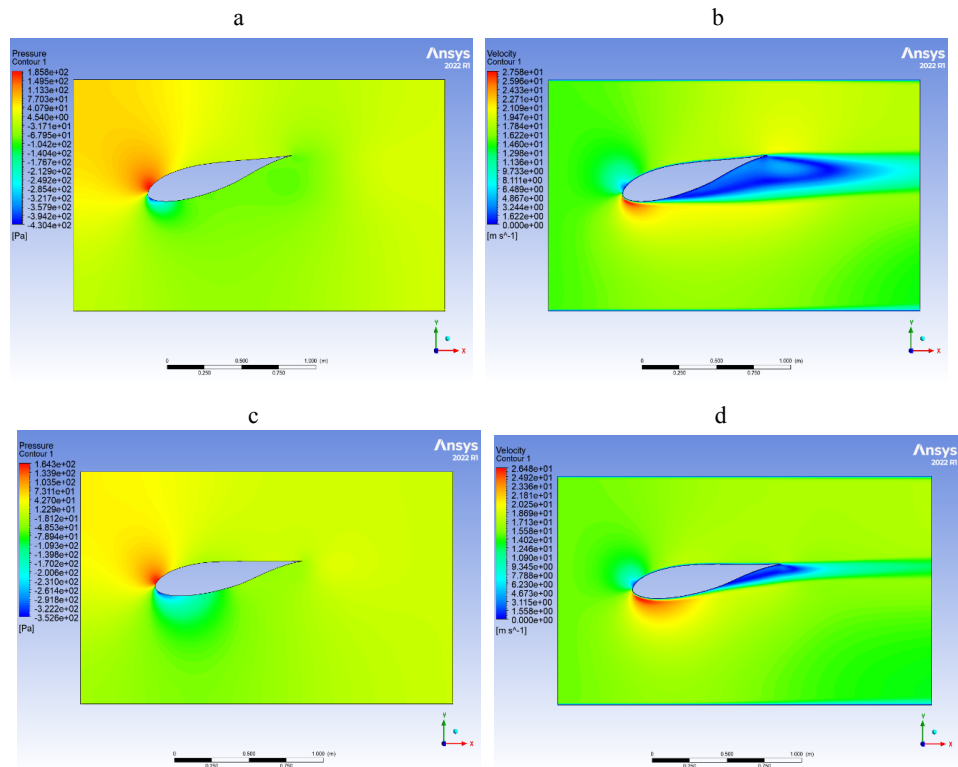 a
b
Pressure
Contour 1
1.858e+02
1.495e+02
1.133e+02
7.703e+01
4.079e+01
4.540e+00
-3.171e+01
-6.795e+01
-1.042e+02
-1.404e+02
-1.767e+02
-2.129e+02
-2.492e+02
-2.854e+02
-3.217e+02
-3.579e+02
-3.942e+02
-4.304e+02
[Pa]
Ansys
2022 R1
Y
X
0
0.500
1.000 (m)
0.250
0.750
Velocity
Contour 1
2.758e+01
2.596e+01
2.433e+01
2.271e+01
2.109e+01
1.947e+01
1.784e+01
1.622e+01
1.460e+01
1.298e+01
1.136e+01
9.733e+00
8.111e+00
6.489e+00
4.867e+00
3.244e+00
1.622e+00
0.000e+00
[m s^-1]
Ansys
2022 R1
Y
X
0
0.500
1.000 (m)
0.250
0.750
c
d
Pressure
Contour 1
1.643e+02
1.339e+02
1.035e+02
7.311e+01
4.270e+01
1.229e+01
-1.812e+01
-4.853e+01
-7.894e+01
-1.093e+02
-1.398e+02
-1.702e+02
-2.006e+02
-2.310e+02
-2.614e+02
-2.918e+02
-3.222e+02
-3.526e+02
[Pa]
Ansys
2022 R1
Y
X
0
0.500
1.000 (m)
0.250
0.750
Velocity
Contour 1
2.648e+01
2.492e+01
2.336e+01
2.181e+01
2.025e+01
1.869e+01
1.713e+01
1.558e+01
1.402e+01
1.246e+01
1.090e+01
9.345e+00
7.788e+00
6.230e+00
4.673e+00
3.115e+00
1.558e+00
0.000e+00
[m s^-1]
Ansys
2022 R1
Y
X
0
0.500
1.000 (m)
0.250
0.750